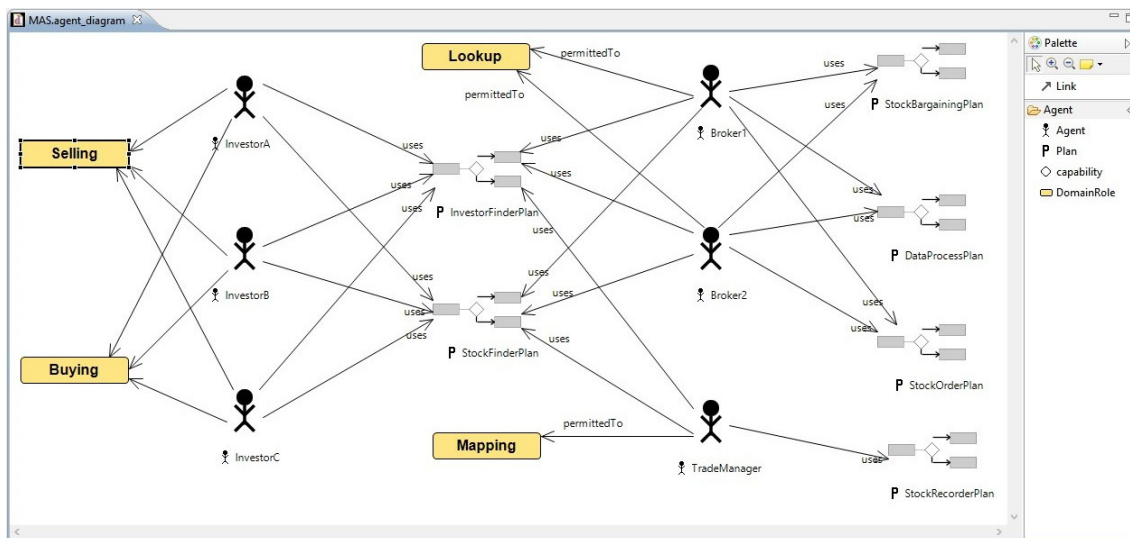 MAS.agent_diagram
Palette
Link
Agent
Agent
Plan
capability
DomainRole
Lookup
permittedTo
permittedTo
uses
uses
P StockBargainingPlan
InvestorA
Broker1
Selling
uses
uses
uses
uses
uses
P InvestorFinderPlan
uses
uses
uses
P DataProcessPlan
InvestorB
Broker2
uses
uses
uses
uses
uses
uses
uses
uses
P StockFinderPlan
Buying
P StockOrderPlan
InvestorC
permittedTo
Mapping
TradeManager
uses
P StockRecorderPlan